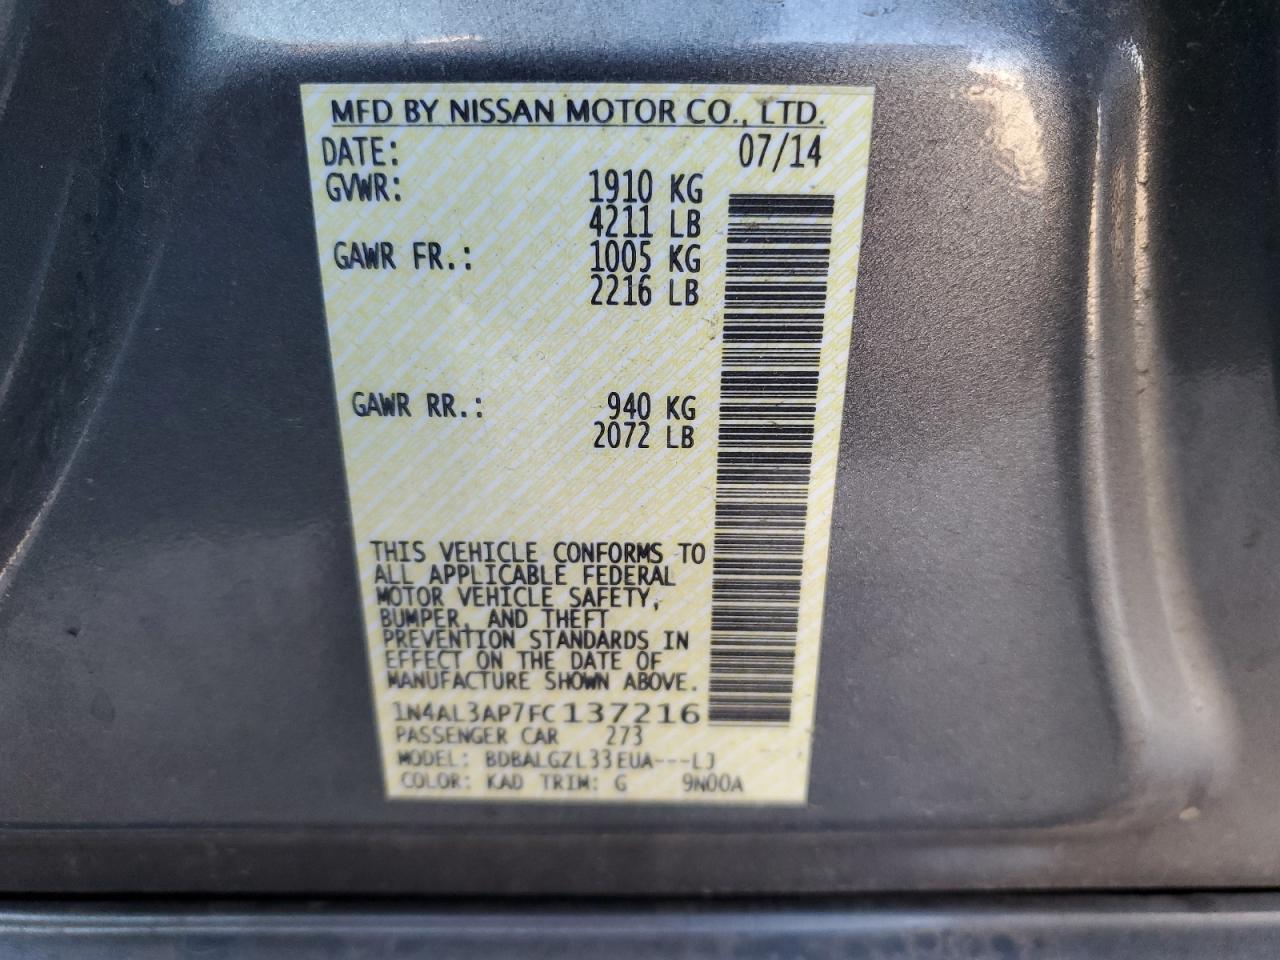 MFD BY NISSAN MOTOR CO., LTD.
DATE: 07/14
GVWR: 1910 KG
4211 LB
GAWR FR.: 1005 KG
2216 LB
GAWR RR.: 940 KG
2072 LB
THIS VEHICLE CONFORMS TO
ALL APPLICABLE FEDERAL
MOTOR VEHICLE SAFETY,
BUMPER, AND THEFT
PREVENTION STANDARDS IN
EFFECT ON THE DATE OF
MANUFACTURE SHOWN ABOVE.
1N4AL3AP7FC137216
PASSENGER CAR 273
MODEL: BDBALGZL33EUA---LJ
COLOR: KAD TRIM: G 9N00A